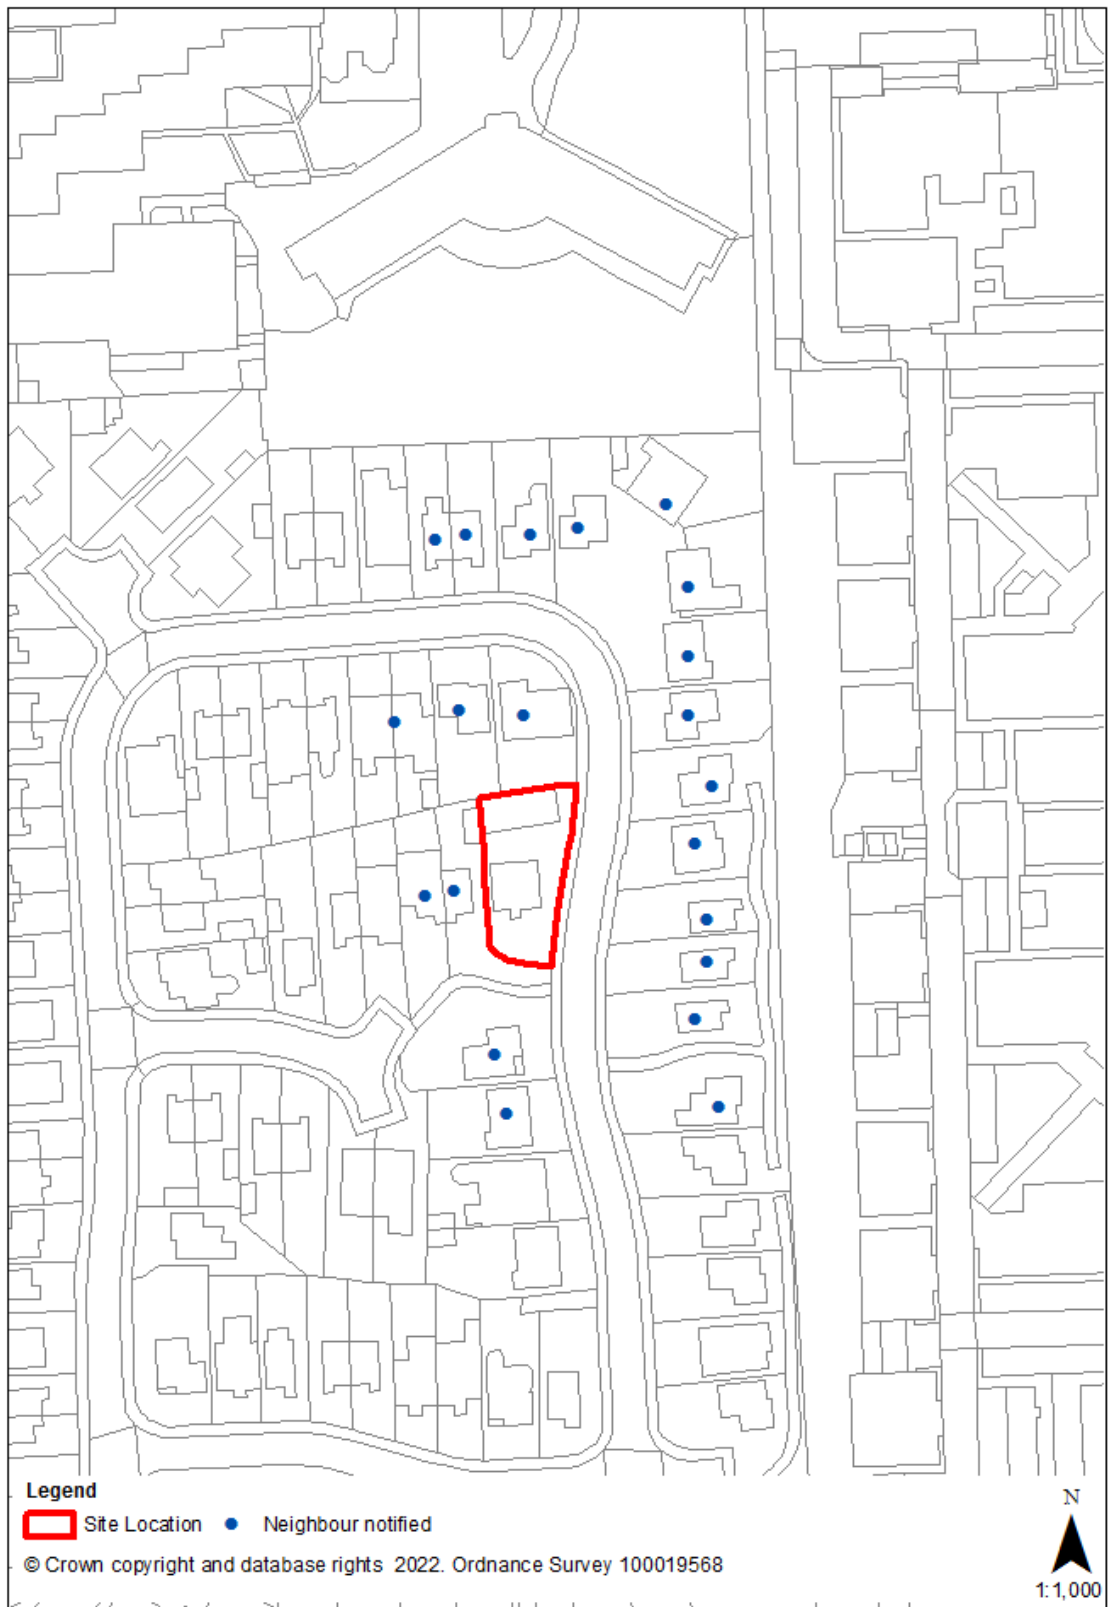 Legend
Site Location
Neighbour notified
© Crown copyright and database rights 2022. Ordnance Survey 100019568
N
1:1,000